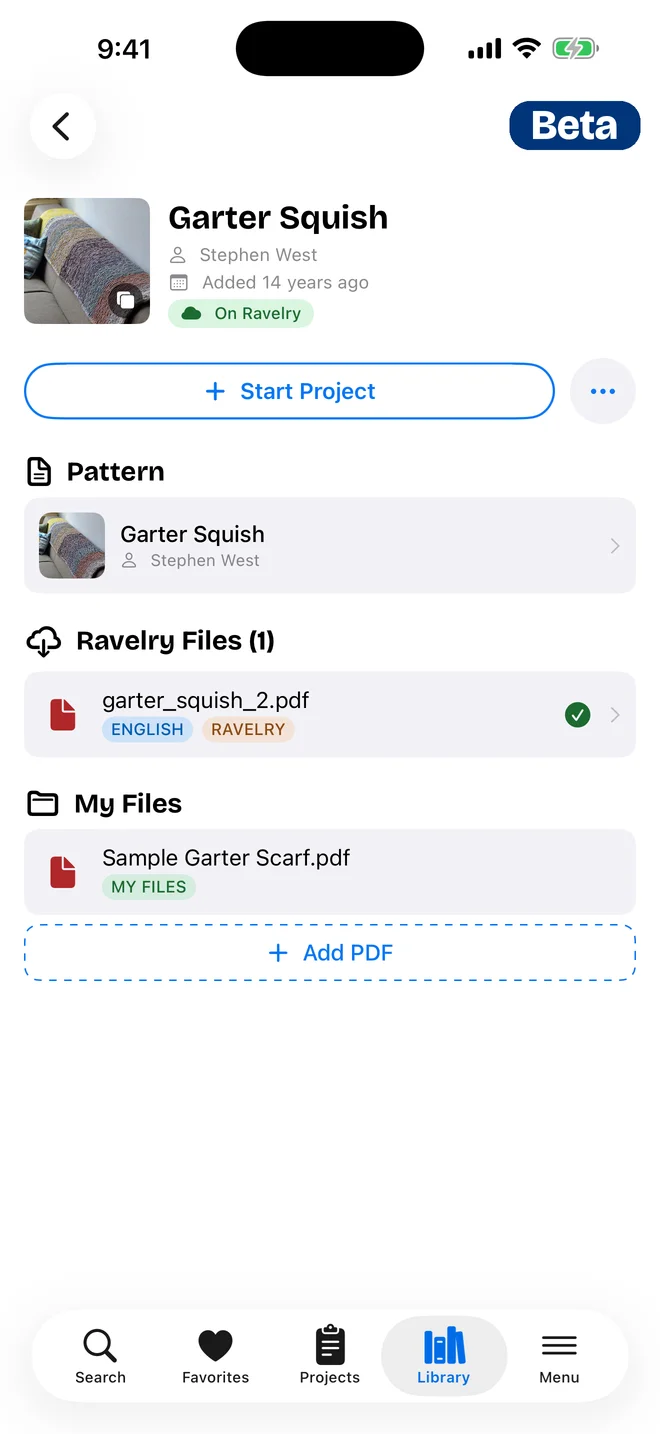 9:41
Beta
Garter Squish
Stephen West
Added 14 years ago
On Ravelry
Start Project
Pattern
Garter Squish
Stephen West
Ravelry Files (1)
garter_squish_2.pdf
ENGLISH RAVELRY
My Files
Sample Garter Scarf.pdf
MY FILES
Add PDF
Search Favorites Projects Library Menu